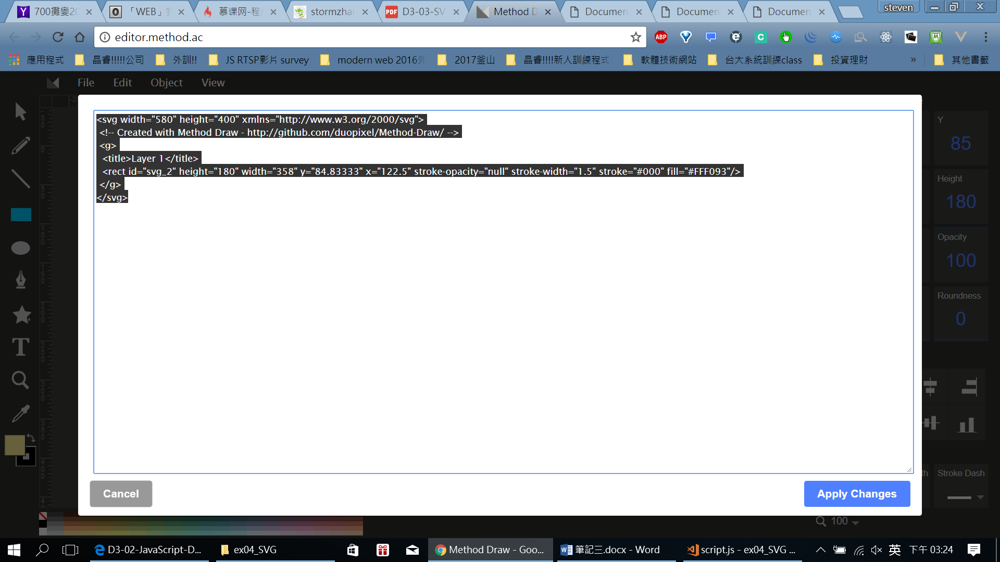 700攤變20
「WEB」
慕课网-程
stormzhan
D3-03-SV
Method D
Documen
Documen
Documen
steven
editor.method.ac
應用程式
晶睿!!!!!公司
外訓!!
JS RTSP影片 survey
modern web 2016
2017釜山
晶睿!!!!新人訓練程式
軟體技術網站
台大系統訓練class
投資理財
»
其他書籤
File
Edit
Object
View
<svg width="580" height="400" xmlns="http://www.w3.org/2000/svg">
<!-- Created with Method Draw - http://github.com/duopixel/Method-Draw/ -->
<g>
<title>Layer 1</title>
<rect id="svg_2" height="180" width="358" y="84.83333" x="122.5" stroke-opacity="null" stroke-width="1.5" stroke="#000" fill="#FFF093"/>
</g>
</svg>
Y
85
Height
180
Opacity
100
Roundness
0
Stroke Dash
Cancel
Apply Changes
100
D3-02-JavaScript-D...
ex04_SVG
Method Draw - Goo...
筆記三.docx - Word
script.js - ex04_SVG ...
英
下午 03:24